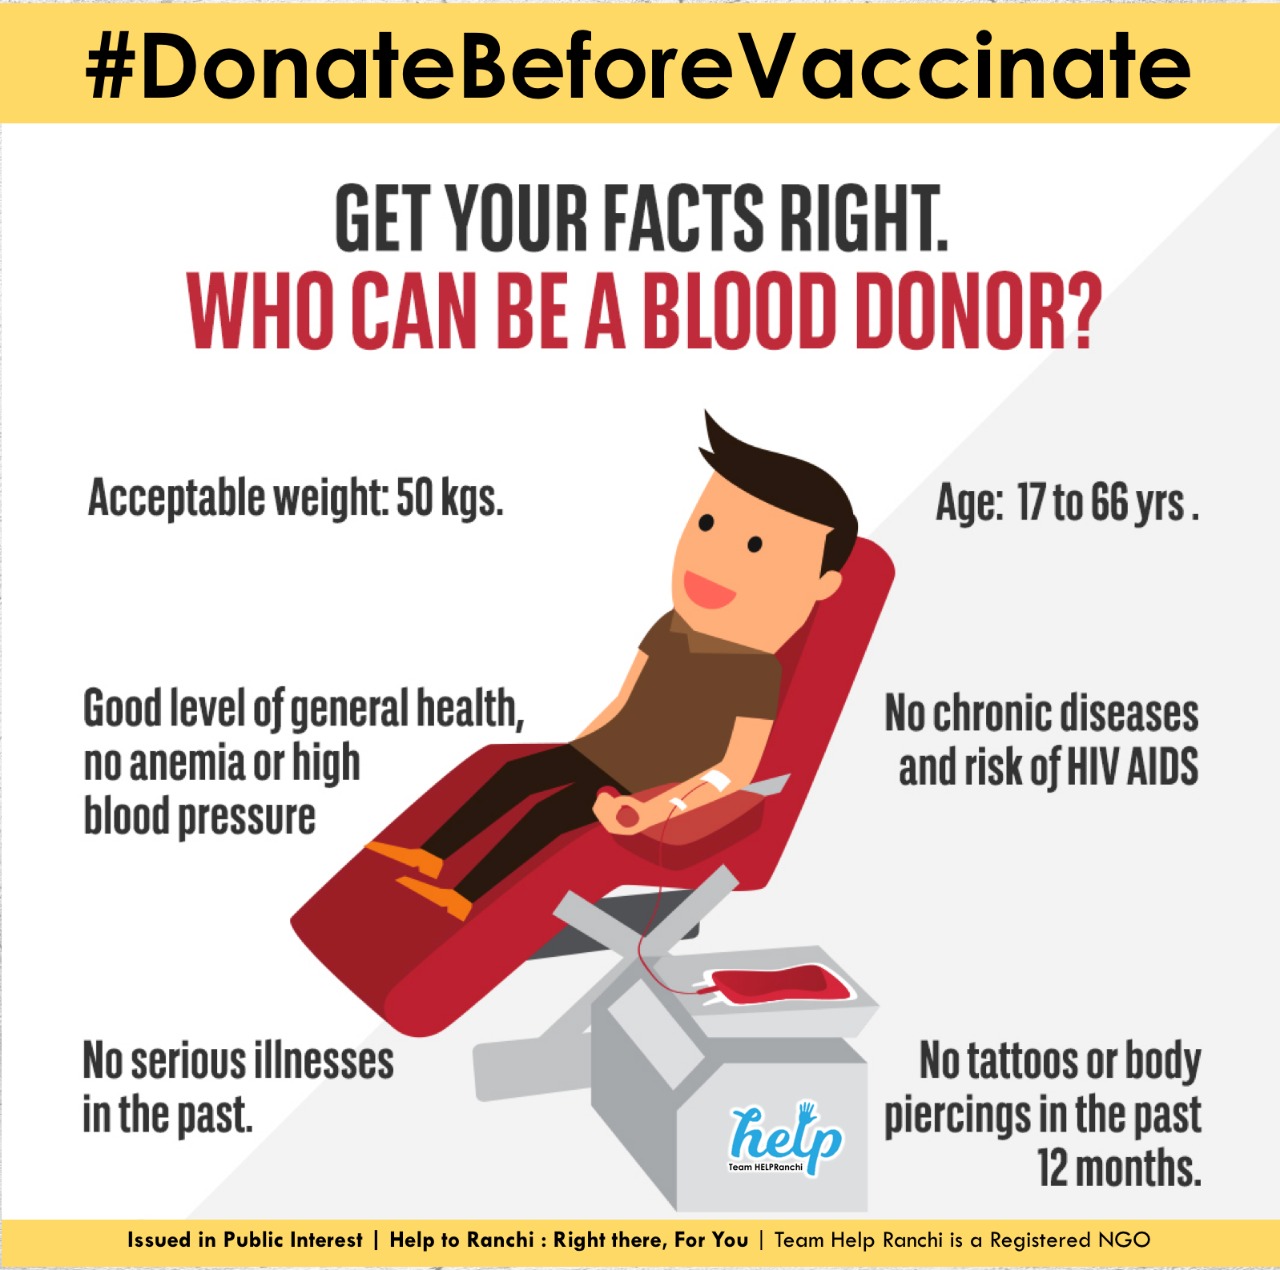 #DonateBeforeVaccinate
GET YOUR FACTS RIGHT.
WHO CAN BE A BLOOD DONOR?
Acceptable weight: 50 kgs.
Age: 17 to 66 yrs .
Good level of general health,
no anemia or high
blood pressure
No chronic diseases
and risk of HIV AIDS
No serious illnesses
in the past.
No tattoos or body
piercings in the past
12 months.
help
Team HELPRanchi
Issued in Public Interest | Help to Ranchi : Right there, For You | Team Help Ranchi is a Registered NGO